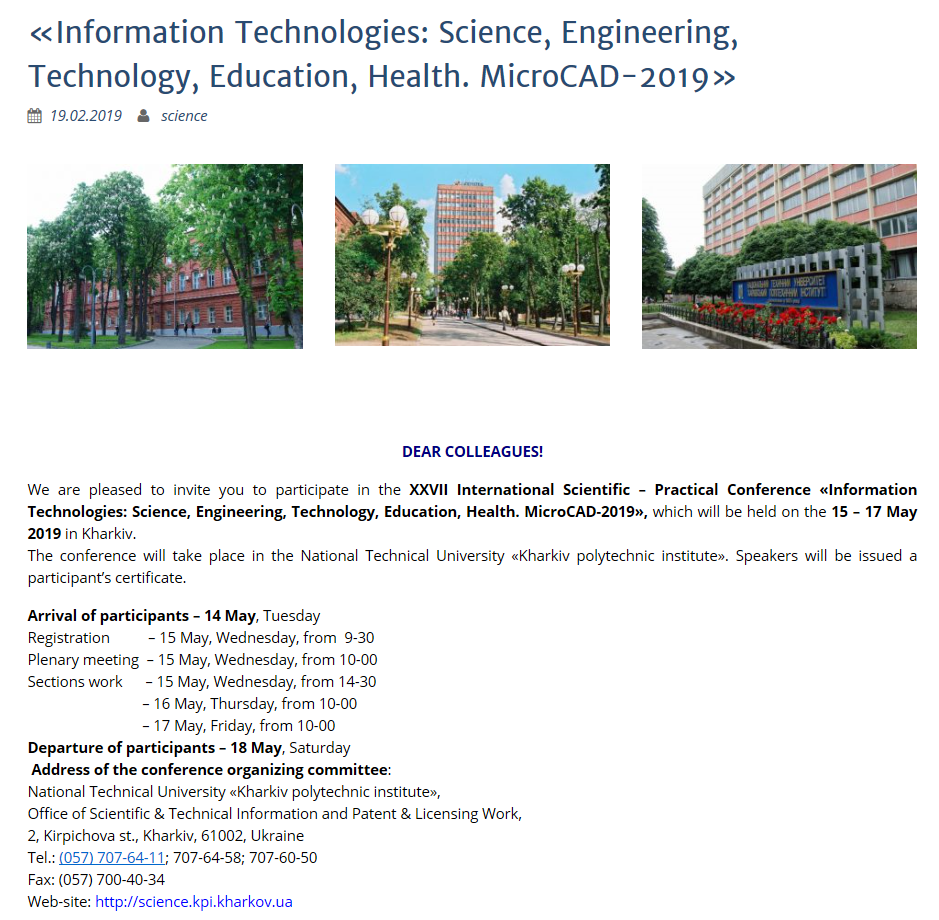 «Information Technologies: Science, Engineering,
Technology, Education, Health. MicroCAD-2019»
19.02.2019 science
НАЦІОНАЛЬНИЙ ТЕХНІЧНИЙ УНІВЕРСИТЕТ
ХАРКІВСЬКИЙ ПОЛІТЕХНІЧНИЙ ІНСТИТУТ
DEAR COLLEAGUES!
We are pleased to invite you to participate in the XXVII International Scientific – Practical Conference «Information
Technologies: Science, Engineering, Technology, Education, Health. MicroCAD-2019», which will be held on the 15 – 17 May
2019 in Kharkiv.
The conference will take place in the National Technical University «Kharkiv polytechnic institute». Speakers will be issued a
participant’s certificate.
Arrival of participants – 14 May, Tuesday
Registration – 15 May, Wednesday, from 9-30
Plenary meeting – 15 May, Wednesday, from 10-00
Sections work – 15 May, Wednesday, from 14-30
– 16 May, Thursday, from 10-00
– 17 May, Friday, from 10-00
Departure of participants – 18 May, Saturday
Address of the conference organizing committee:
National Technical University «Kharkiv polytechnic institute»,
Office of Scientific & Technical Information and Patent & Licensing Work,
2, Kirpichova st., Kharkiv, 61002, Ukraine
Tel.: (057) 707-64-11; 707-64-58; 707-60-50
Fax: (057) 700-40-34
Web-site: http://science.kpi.kharkov.ua